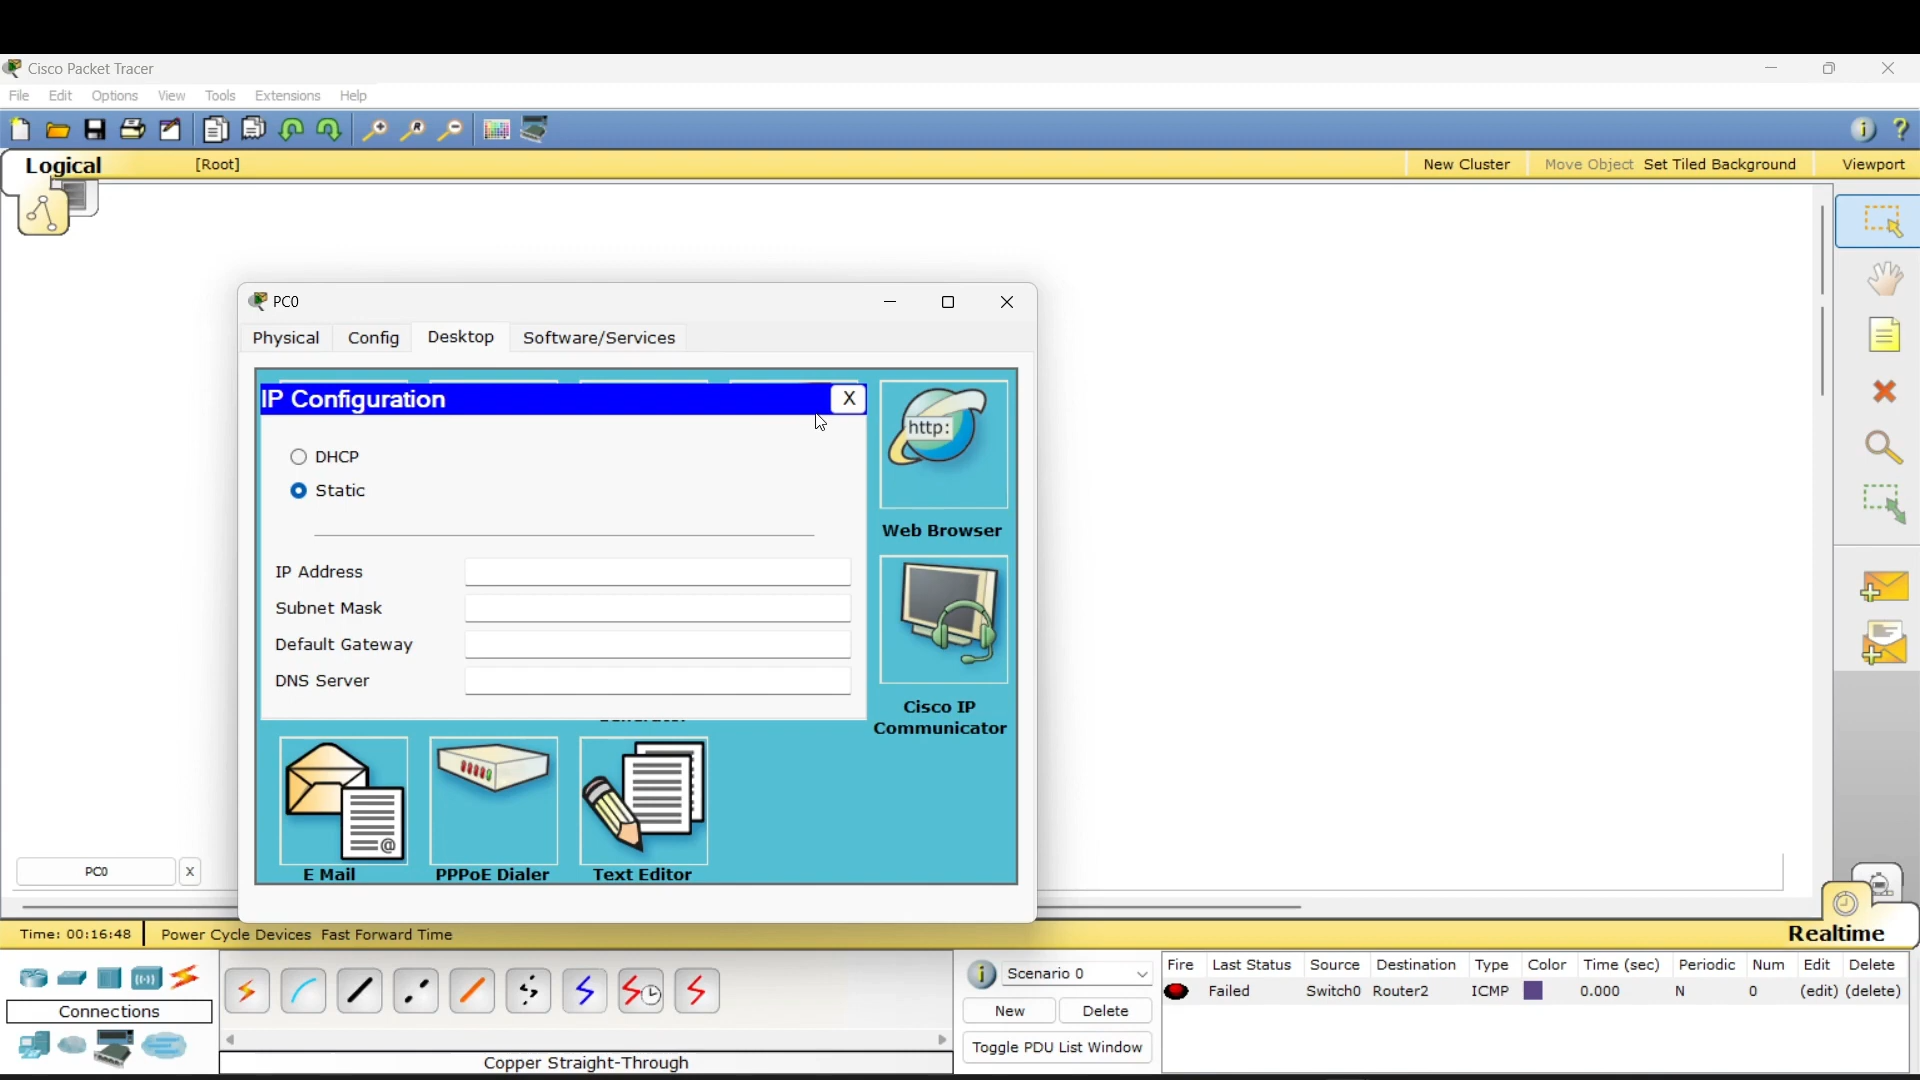 Cisco Packet Tracer
File Edit Options View Tools Extensions Help
Logical [Root] New Cluster Move Object Set Tiled Background Viewport
PC0
Physical Config Desktop Software/Services
IP Configuration X
http:
DHCP
Static
Web Browser
IP Address
Subnet Mask
Default Gateway
DNS Server
Cisco IP
Communicator
E Mail PPPoE Dialer Text Editor
PC0 X
Time: 00:16:48 Power Cycle Devices Fast Forward Time Realtime
Connections
Copper Straight-Through
Scenario 0
New Delete
Toggle PDU List Window
Fire Last Status Source Destination Type Color Time (sec) Periodic Num Edit Delete
Failed Switch0 Router2 ICMP 0.000 N 0 (edit) (delete)